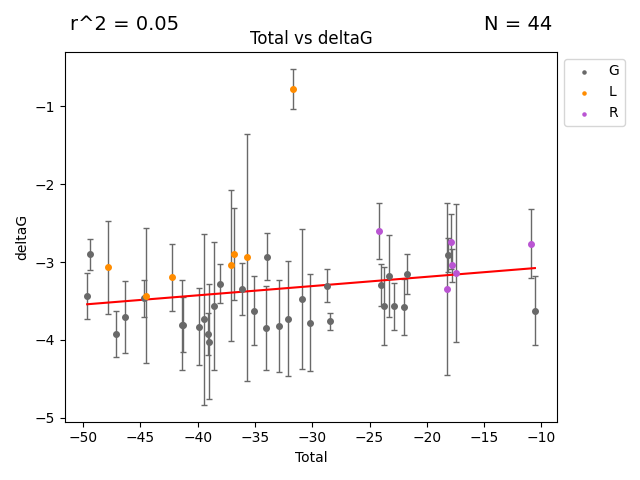 r^2 = 0.05
N = 44
Total vs deltaG
G
L
R
−1
−2
−3
−4
−5
deltaG
−50 −45 −40 −35 −30 −25 −20 −15 −10
Total